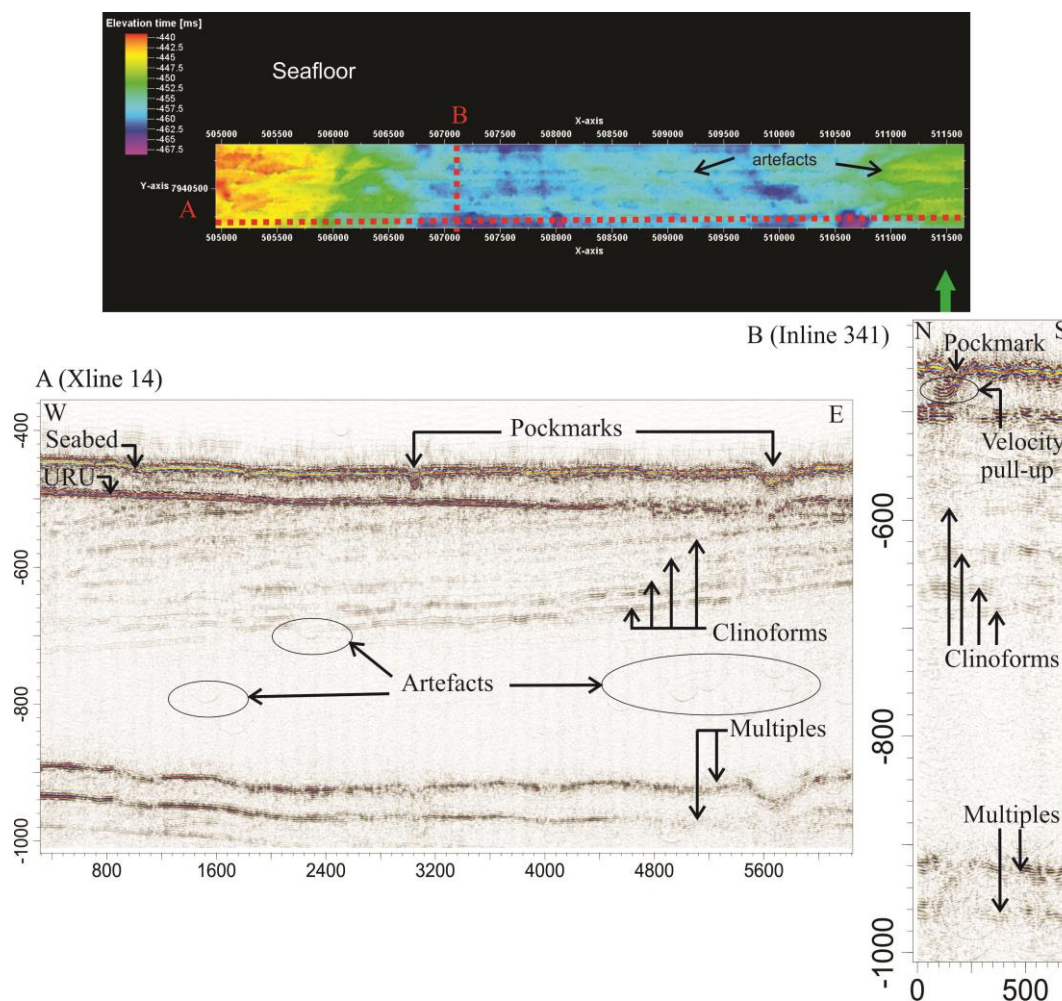 Elevation time [ms]
-440
-442.5
-445
-447.5
-450
-452.5
-455
-457.5
-460
-462.5
-465
-467.5
Seafloor
B
X-axis
505000 505500 506000 506500 507000 507500 508000 508500 509000 509500 510000 510500 511000 511500
artefacts
Y-axis 7940500
A
505000 505500 506000 506500 507000 507500 508000 508500 509000 509500 510000 510500 511000 511500
X-axis
A (Xline 14)
W
E
-400
Seabed
Pockmarks
URU
-600
Clinoforms
Artefacts
-800
Multiples
-1000
800 1600 2400 3200 4000 4800 5600
B (Inline 341)
N
S
Pockmark
Velocity
pull-up
-600
Clinoforms
-800
Multiples
-1000
0 500